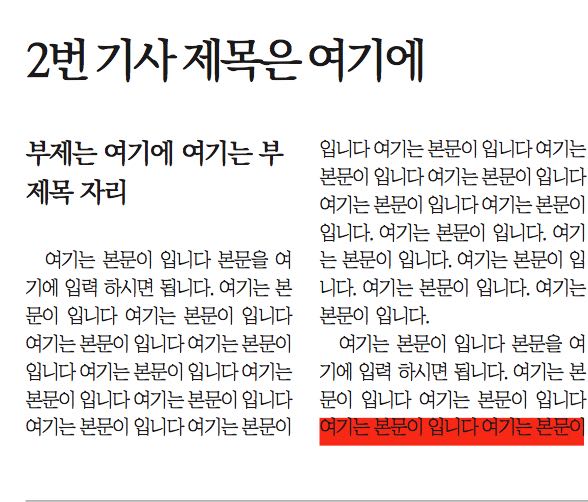 2번 기사 제목은 여기에
부제는 여기에 여기는 부
제목 자리
여기는 본문이 입니다 본문을 여
기에 입력 하시면 됩니다. 여기는 본
문이 입니다 여기는 본문이 입니다
여기는 본문이 입니다 여기는 본문이
입니다 여기는 본문이 입니다 여기는
본문이 입니다 여기는 본문이 입니다
여기는 본문이 입니다 여기는 본문이
입니다 여기는 본문이 입니다 여기는
본문이 입니다 여기는 본문이 입니다
여기는 본문이 입니다 여기는 본문이
입니다. 여기는 본문이 입니다. 여기
는 본문이 입니다. 여기는 본문이 입
니다. 여기는 본문이 입니다. 여기는
본문이 입니다.
여기는 본문이 입니다 본문을 여
기에 입력 하시면 됩니다. 여기는 본
문이 입니다 여기는 본문이 입니다
여기는 본문이 입니다 여기는 본문이